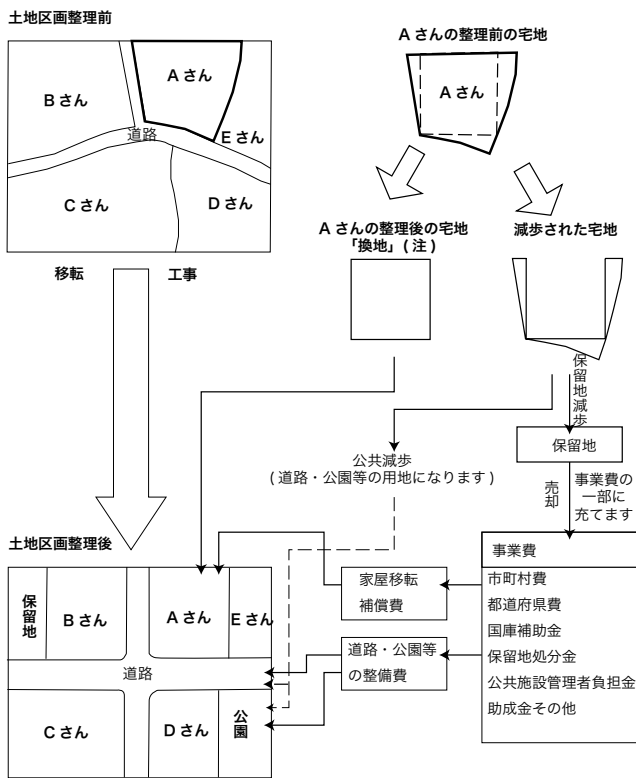 土地区画整理前
Bさん
Aさん
道路
Eさん
Cさん
Dさん
移転
工事
Aさんの整理前の宅地
Aさん
Aさんの整理後の宅地
「換地」(注)
減歩された宅地
保留地減歩
保留地
公共減歩
(道路・公園等の用地になります)
売却
事業費の
一部に
充てます
土地区画整理後
保留地
Bさん
Aさん
Eさん
道路
Cさん
Dさん
公園
家屋移転
補償費
道路・公園等
の整備費
事業費
市町村費
都道府県費
国庫補助金
保留地処分金
公共施設管理者負担金
助成金その他